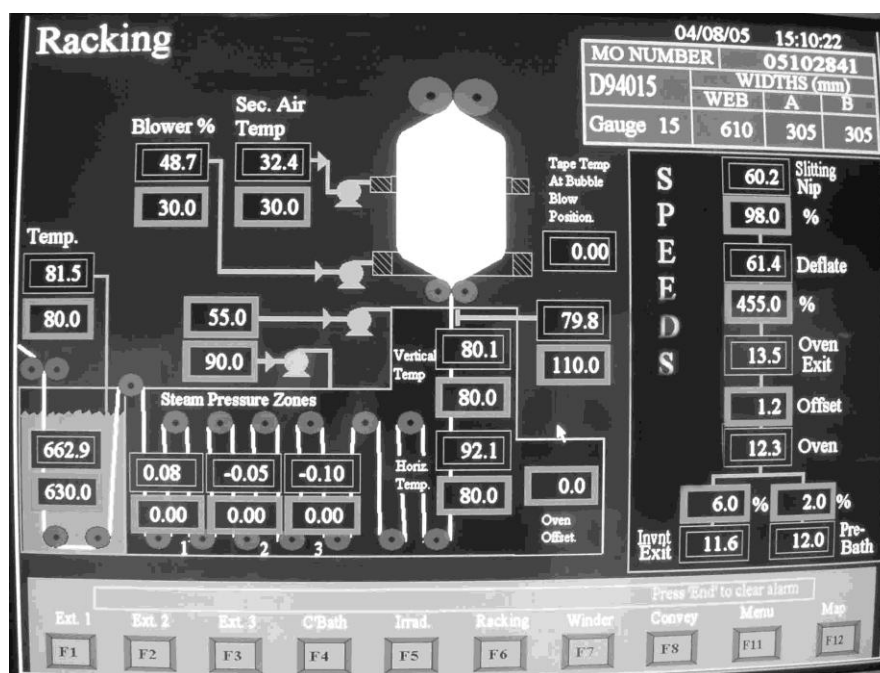 Racking
04/08/05 15:10:22
MO NUMBER 05102841
D94015 WIDTHS (mm)
WEB A B
Gauge 15 610 305 305
Blower %
48.7
30.0
Sec. Air
Temp
32.4
30.0
Tape Temp
At Bubble
Blow
Position.
0.00
Temp.
81.5
80.0
55.0
90.0
Vertical
Temp
80.1
80.0
79.8
110.0
Steam Pressure Zones
662.9
630.0
0.08 -0.05 -0.10
0.00 0.00 0.00
1 2 3
Horiz.
Temp.
92.1
80.0
0.0
Oven
Offset.
SPEEDS
60.2 Slitting
Nip
98.0 %
61.4 Deflate
455.0 %
13.5 Oven
Exit
1.2 Offset
12.3 Oven
6.0 % 2.0 %
Invnt
Exit 11.6 12.0 Pre-
Bath
Press 'End' to clear alarm
Ext. 1 Ext. 2 Ext. 3 C'Bath Irrad. Racking Winder Convey Menu Map
F1 F2 F3 F4 F5 F6 F7 F8 F11 F12